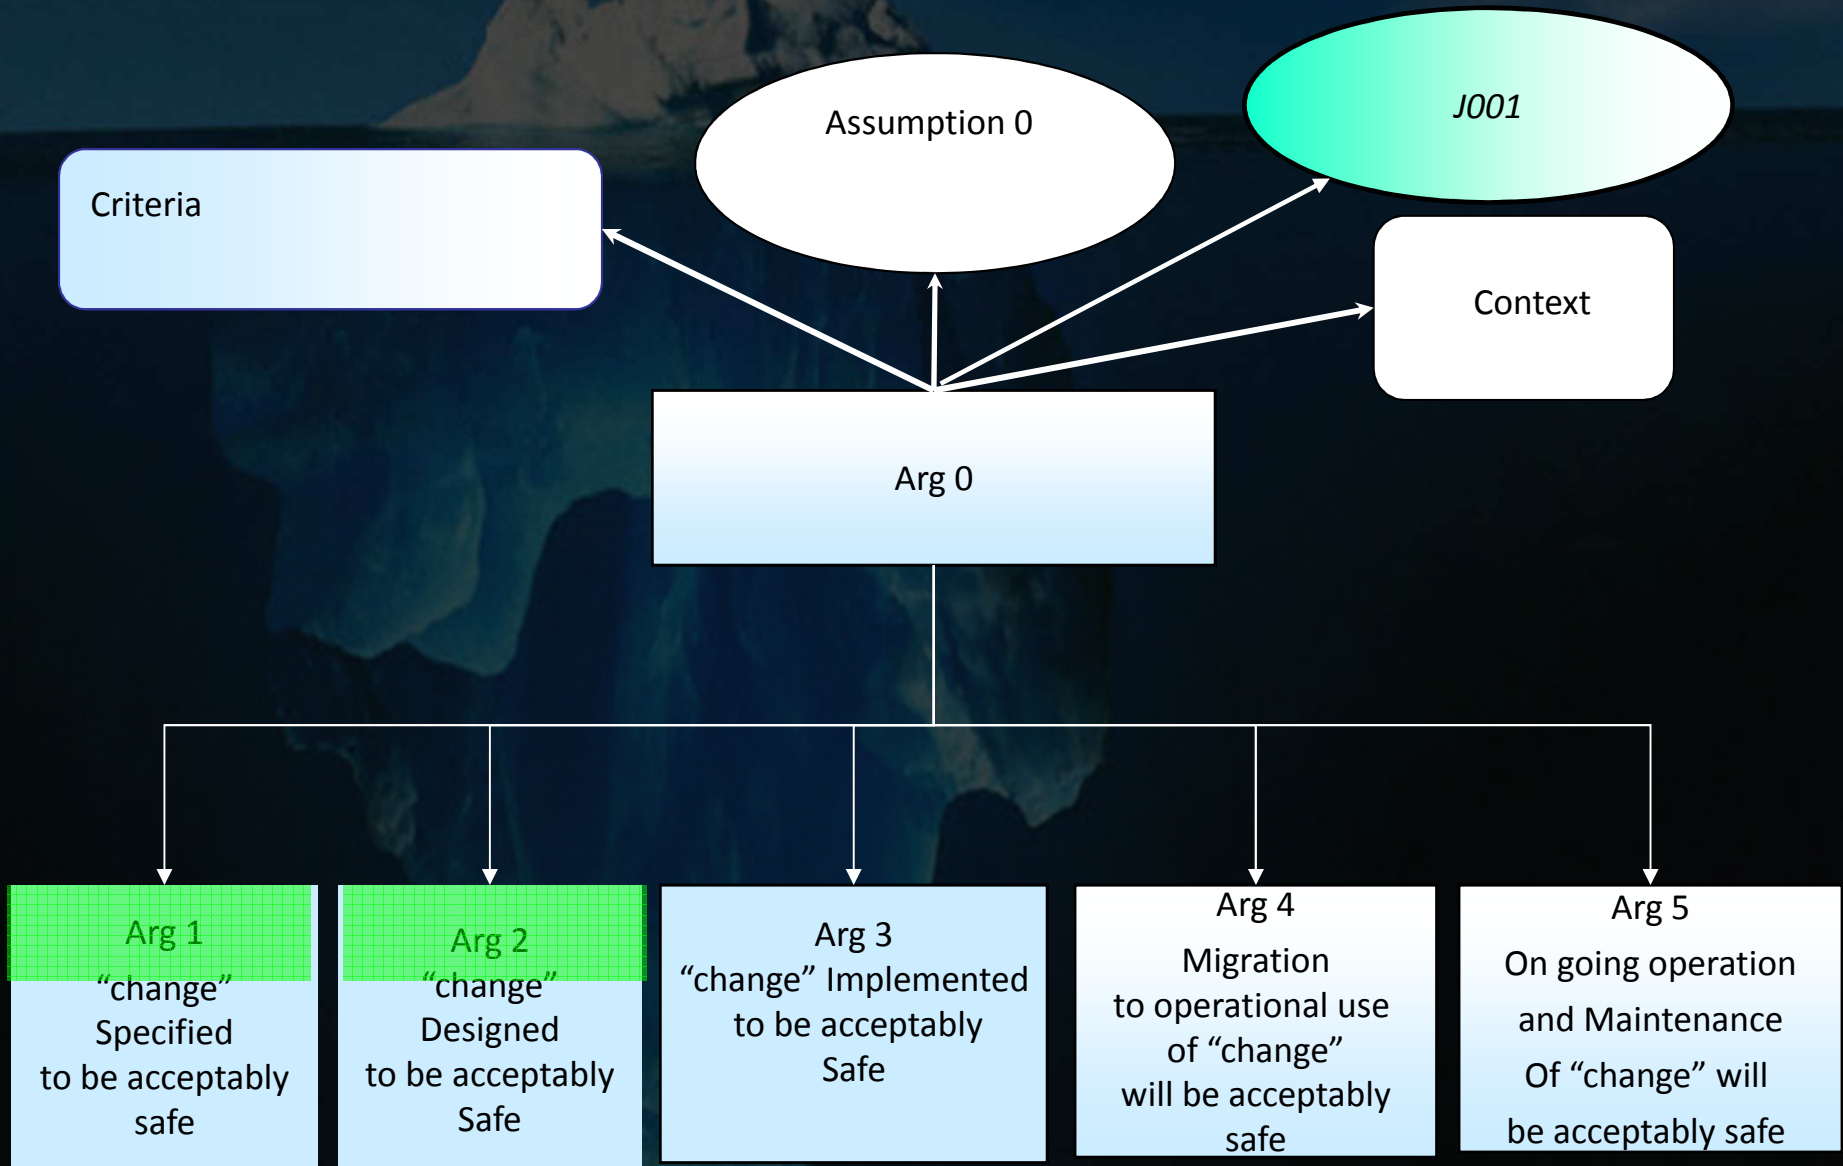 Assumption 0
J001
Criteria
Context
Arg 0
Arg 1
“change”
Specified
to be acceptably
safe
Arg 2
“change”
Designed
to be acceptably
Safe
Arg 3
“change” Implemented
to be acceptably
Safe
Arg 4
Migration
to operational use
of “change”
will be acceptably
safe
Arg 5
On going operation
and Maintenance
Of “change” will
be acceptably safe